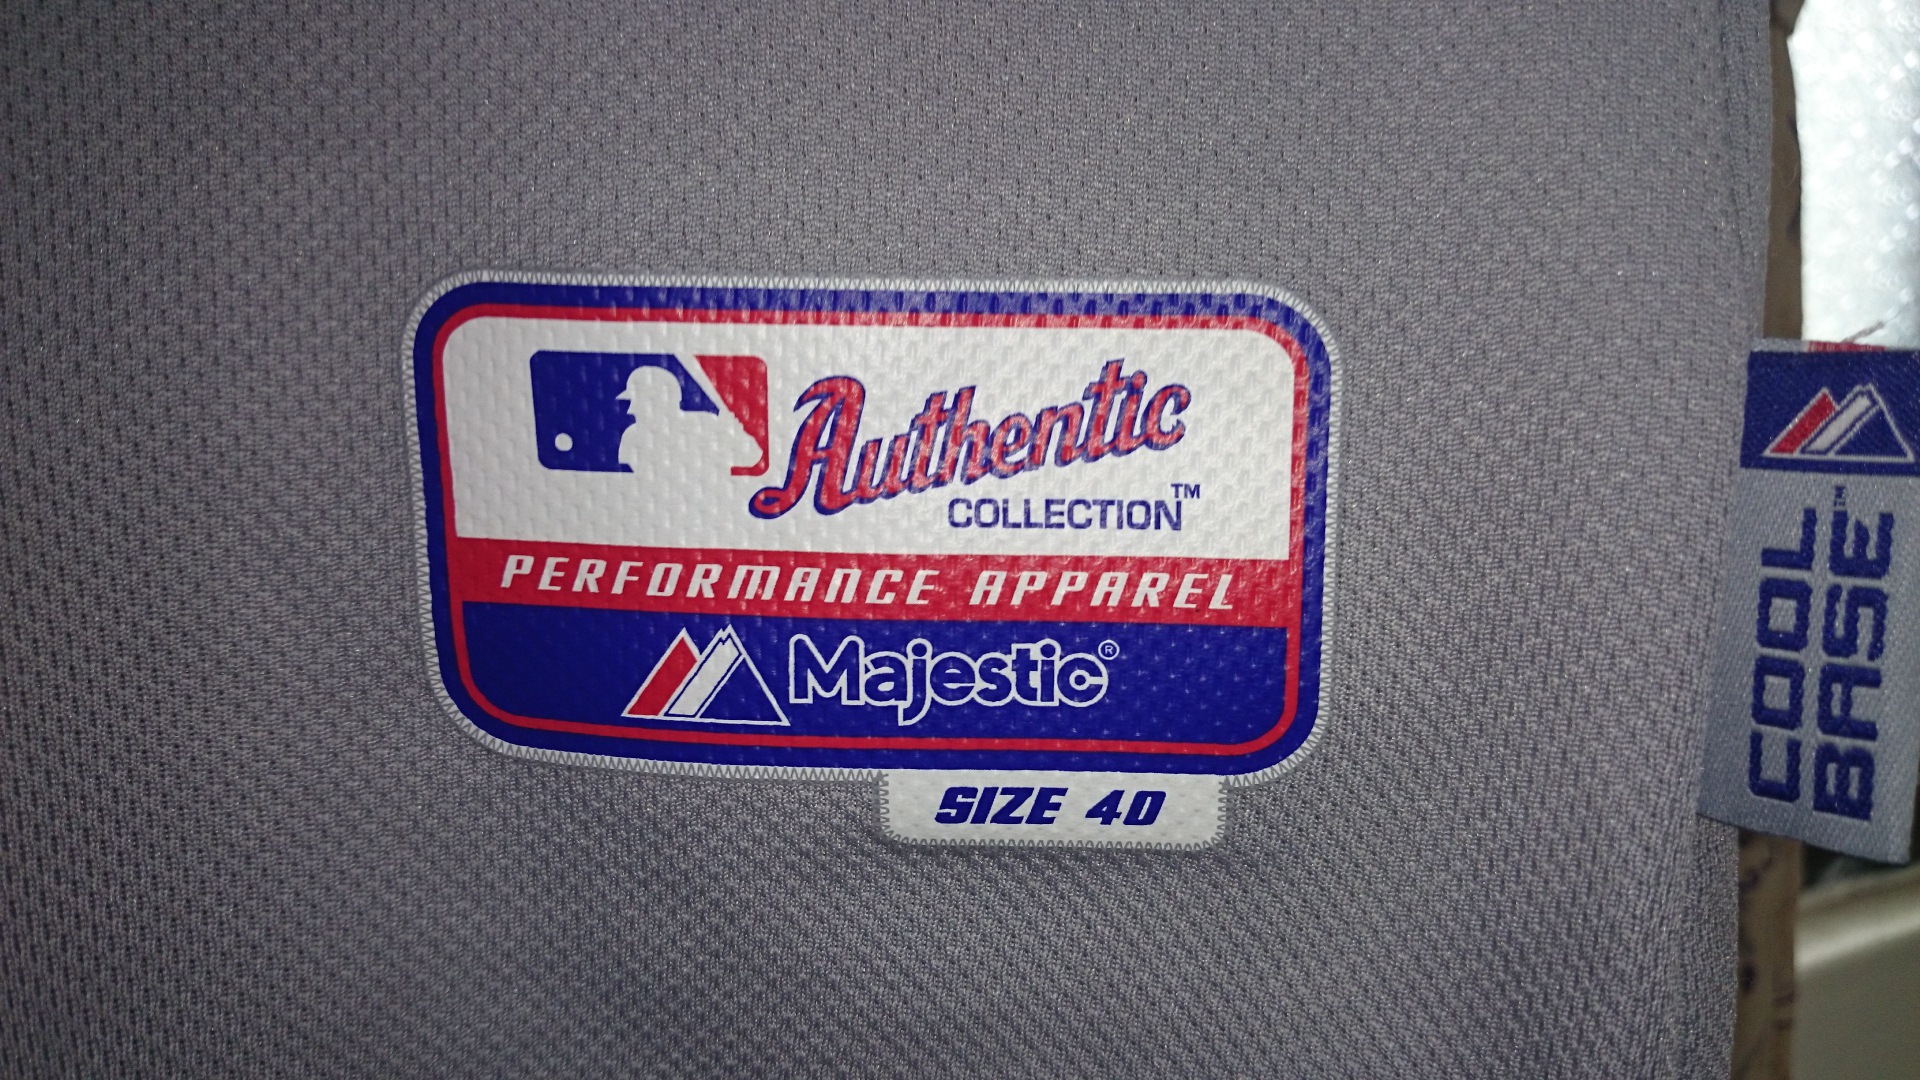 Authentic
COLLECTION™
PERFORMANCE APPAREL
Majestic®
SIZE 40
COOL
BASE™